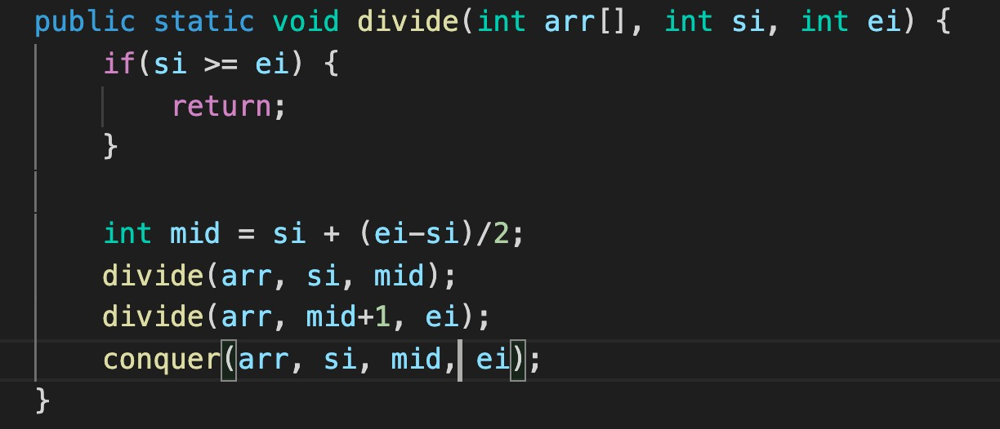 public static void divide(int arr[], int si, int ei) {
    if(si >= ei) {
        return;
    }

    int mid = si + (ei-si)/2;
    divide(arr, si, mid);
    divide(arr, mid+1, ei);
    conquer(arr, si, mid, ei);
}